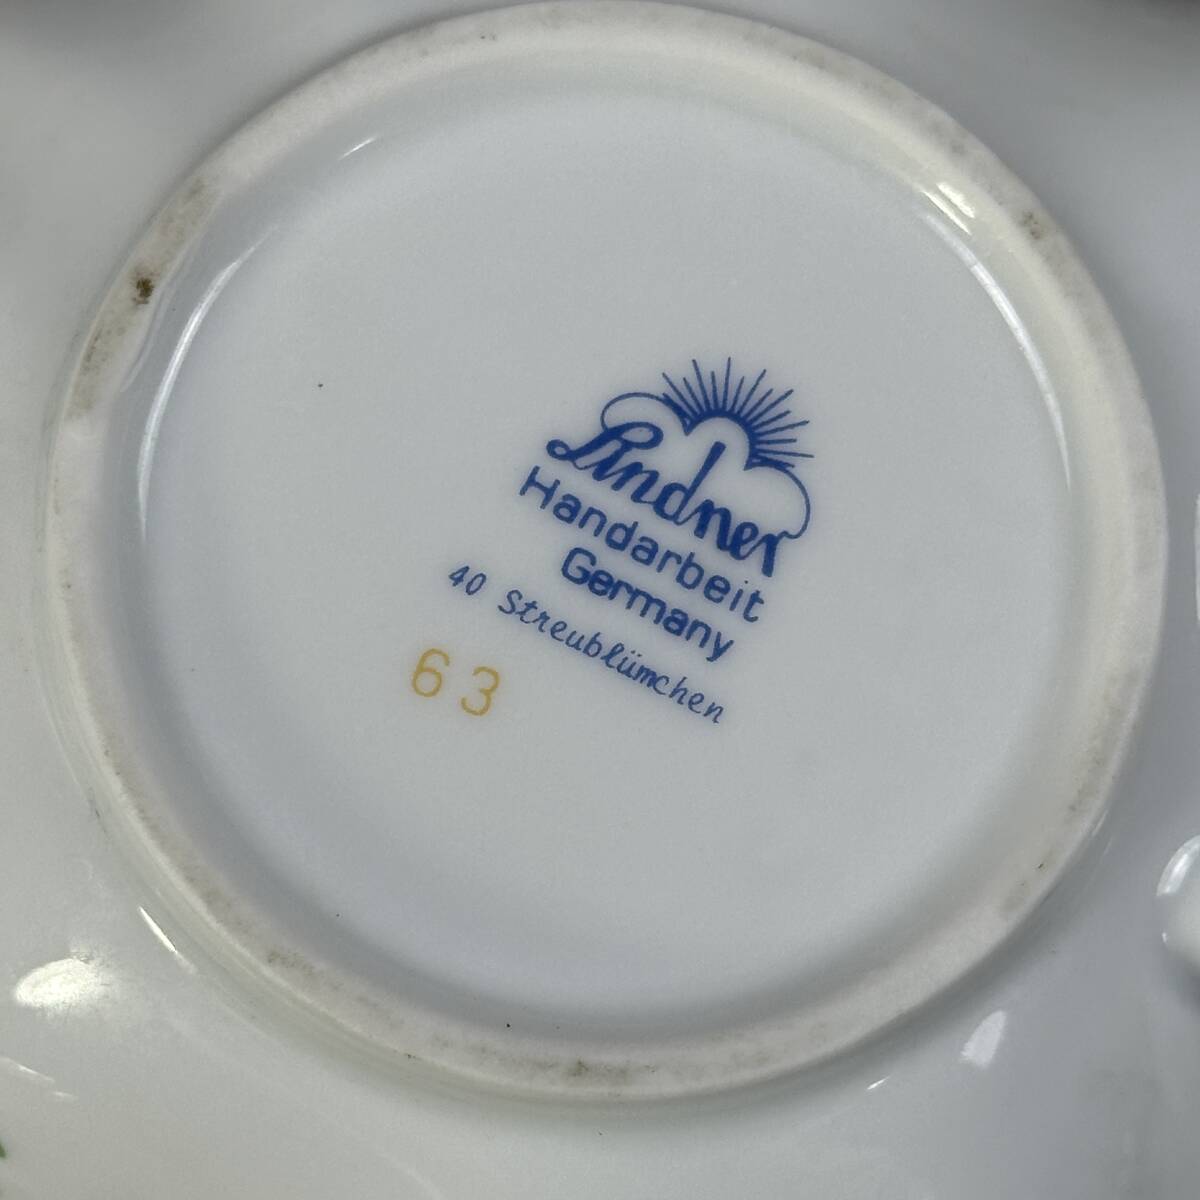 Lindner
Handarbeit
Germany
40 Streublümchen
63